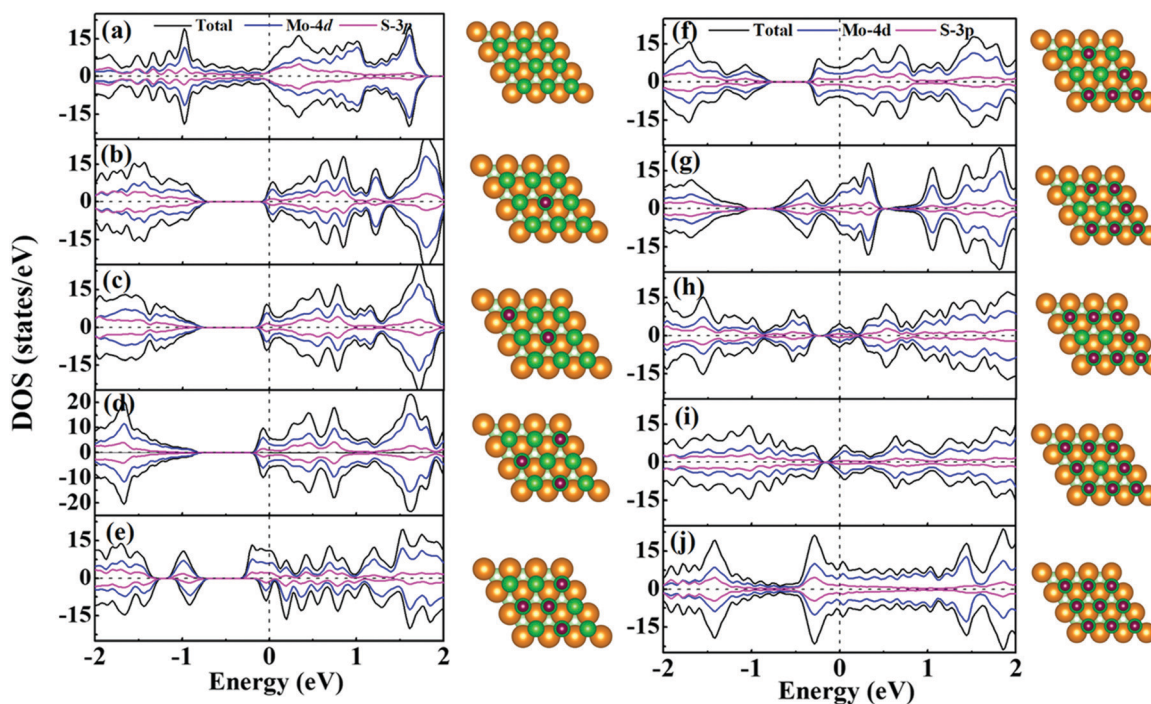 DOS (states/eV)
(a) Total Mo-4d S-3p
15
0
-15
(b)
15
0
-15
(c)
15
0
-15
(d)
20
10
0
-10
-20
(e)
15
0
-15
-2 -1 0 1 2
Energy (eV)
(f) Total Mo-4d S-3p
15
0
-15
(g)
15
0
-15
(h)
15
0
-15
(i)
15
0
-15
(j)
15
0
-15
-2 -1 0 1 2
Energy (eV)